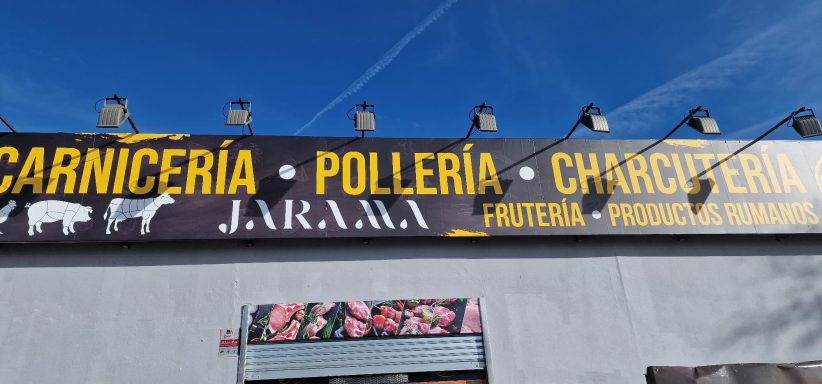 CARNICERÍA • POLLERÍA • CHARCUTERÍA
JARAMA
FRUTERÍA • PRODUCTOS RUMANOS